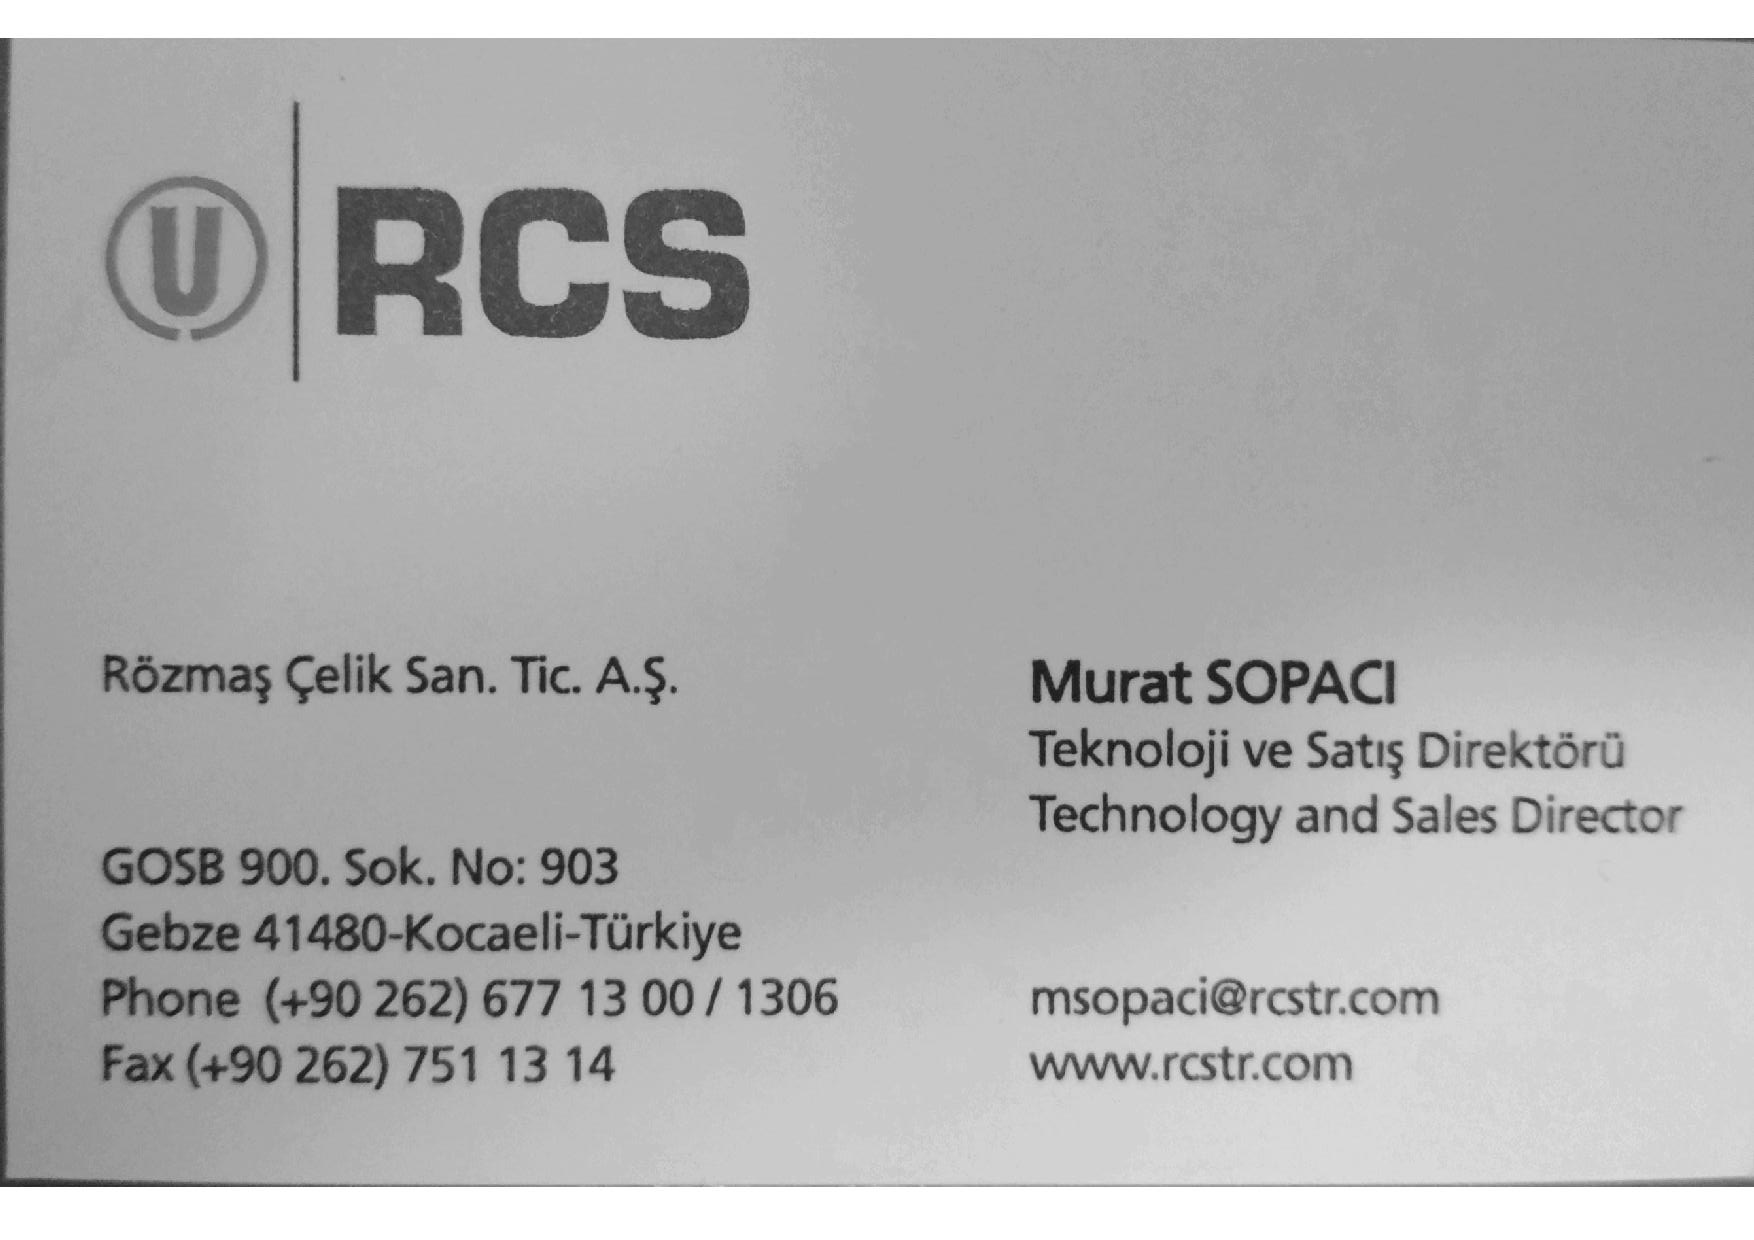 U RCS
Rözmaş Çelik San. Tic. A.Ş.
GOSB 900. Sok. No: 903
Gebze 41480-Kocaeli-Türkiye
Phone (+90 262) 677 13 00 / 1306
Fax (+90 262) 751 13 14
Murat SOPACI
Teknoloji ve Satış Direktörü
Technology and Sales Director
msopaci@rcstr.com
www.rcstr.com